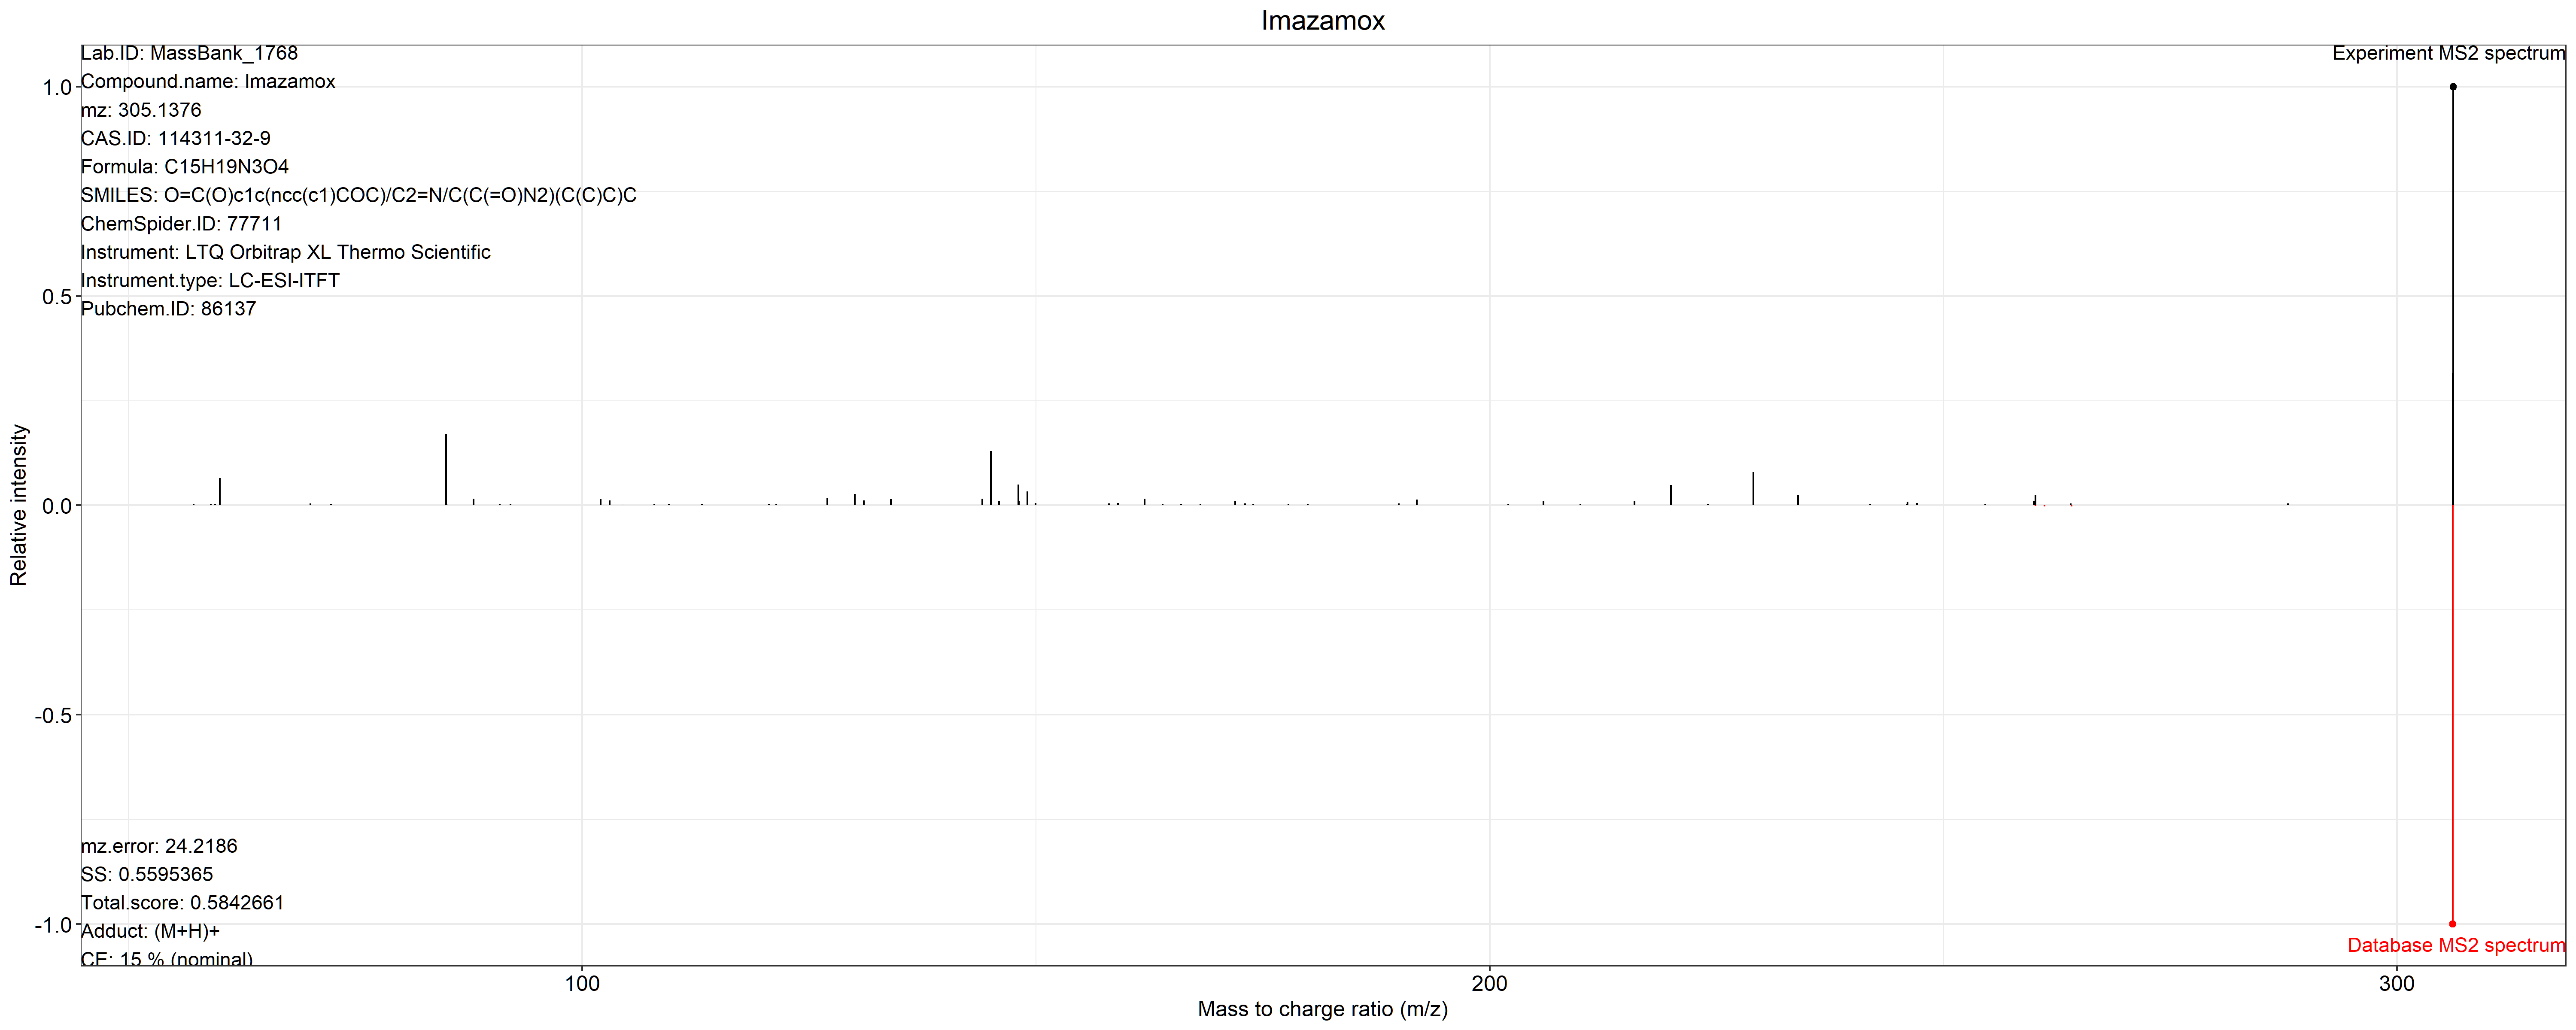 Imazamox
Lab.ID: MassBank_1768
Experiment MS2 spectrum
Compound.name: Imazamox
mz: 305.1376
CAS.ID: 114311-32-9
Formula: C15H19N3O4
SMILES: O=C(O)c1c(ncc(c1)COC)/C2=N/C(C(=O)N2)(C(C)C)C
ChemSpider.ID: 77711
Instrument: LTQ Orbitrap XL Thermo Scientific
Instrument.type: LC-ESI-ITFT
Pubchem.ID: 86137
1.0
0.5
0.0
-0.5
-1.0
Relative intensity
mz.error: 24.2186
SS: 0.5595365
Total.score: 0.5842661
Adduct: (M+H)+
CE: 15 % (nominal)
Database MS2 spectrum
100
200
300
Mass to charge ratio (m/z)